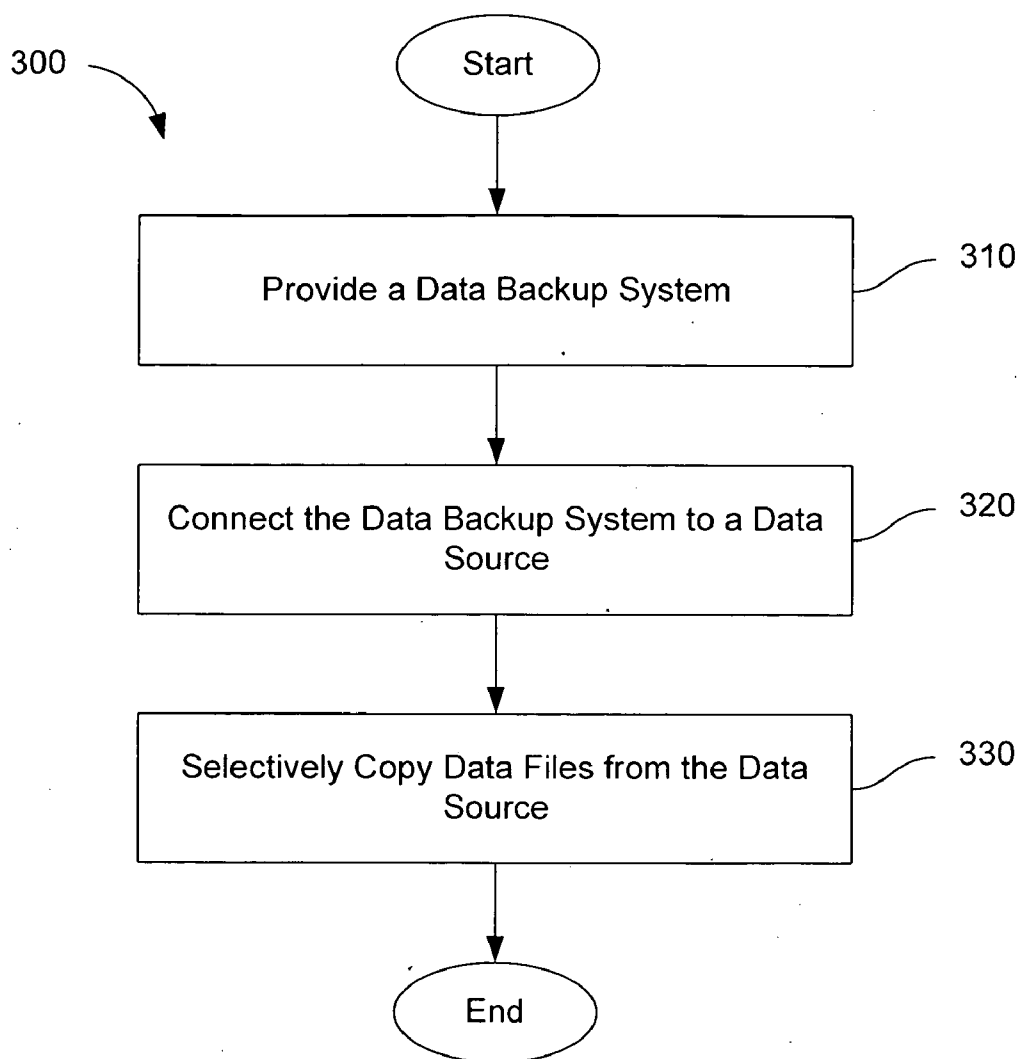 300
Start
Provide a Data Backup System
310
Connect the Data Backup System to a Data
Source
320
Selectively Copy Data Files from the Data
Source
330
End